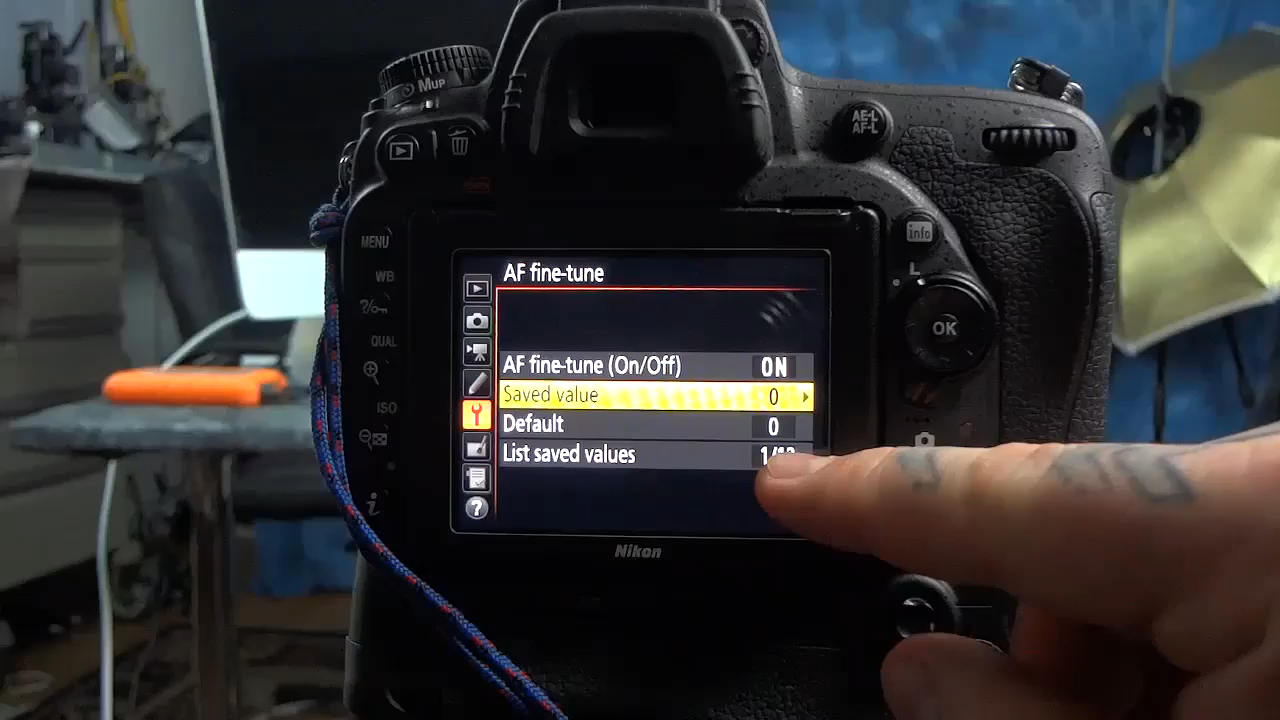 MUP
AE-L
AF-L
MENU
info
WB
L
AF fine-tune
?
OK
QUAL
AF fine-tune (On/Off) ON
Saved value 0
ISO
Default 0
List saved values
i
?
Nikon